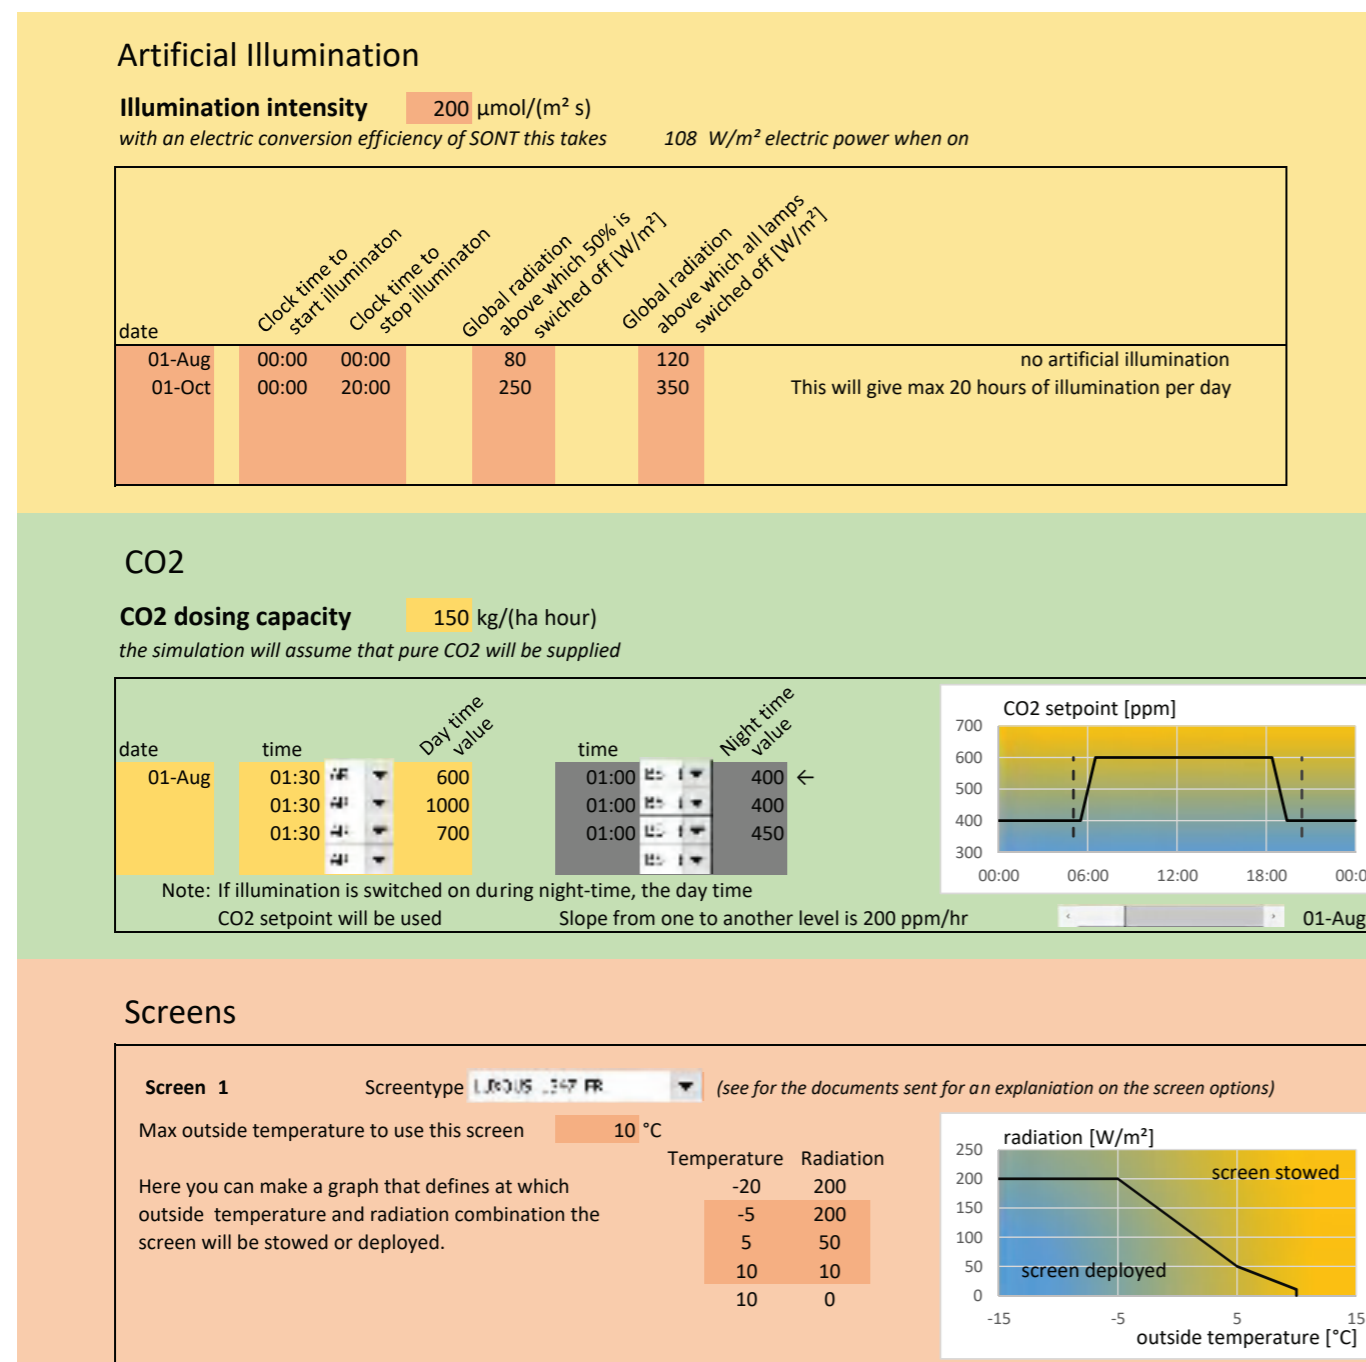 Artificial Illumination
Illumination intensity 200 µmol/(m² s)
with an electric conversion efficiency of SONT this takes 108 W/m² electric power when on
date
Clock time to
start illuminaton
Clock time to
stop illuminaton
Global radiation
above which 50% is
swiched off [W/m²]
Global radiation
above which all lamps
swiched off [W/m²]
01-Aug 00:00 00:00 80 120 no artificial illumination
01-Oct 00:00 20:00 250 350 This will give max 20 hours of illumination per day
CO2
CO2 dosing capacity 150 kg/(ha hour)
the simulation will assume that pure CO2 will be supplied
date time Day time
value
time Night time
value
01-Aug 01:30 600 01:00 400 ←
01:30 1000 01:00 400
01:30 700 01:00 450
Note: If illumination is switched on during night-time, the day time
CO2 setpoint will be used Slope from one to another level is 200 ppm/hr
CO2 setpoint [ppm]
700
600
500
400
300
00:00 06:00 12:00 18:00 00:0
01-Aug
Screens
Screen 1 Screentype (see for the documents sent for an explaniation on the screen options)
Max outside temperature to use this screen 10 °C
Temperature Radiation
Here you can make a graph that defines at which -20 200
outside temperature and radiation combination the -5 200
screen will be stowed or deployed. 5 50
10 10
10 0
radiation [W/m²]
250
200
150
100
50
0
screen stowed
screen deployed
-15 -5 5 15
outside temperature [°C]